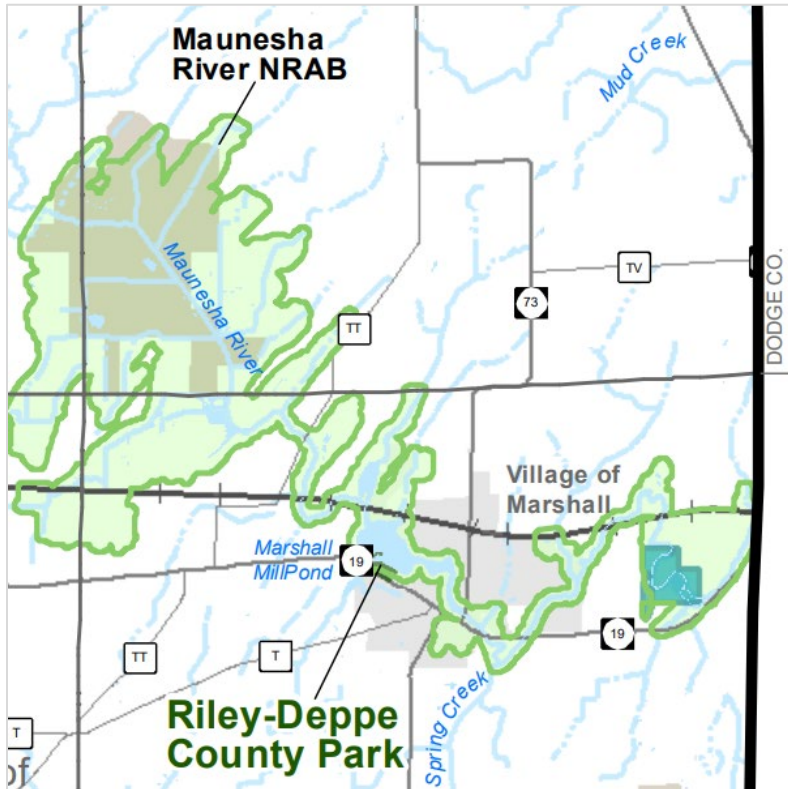 Maunesha
River NRAB
Mud Creek
Maunesha River
TV
73
TT
DODGE CO.
Village of
Marshall
Marshall
MillPond
19
19
TT
T
Riley-Deppe
County Park
Spring Creek
T
of